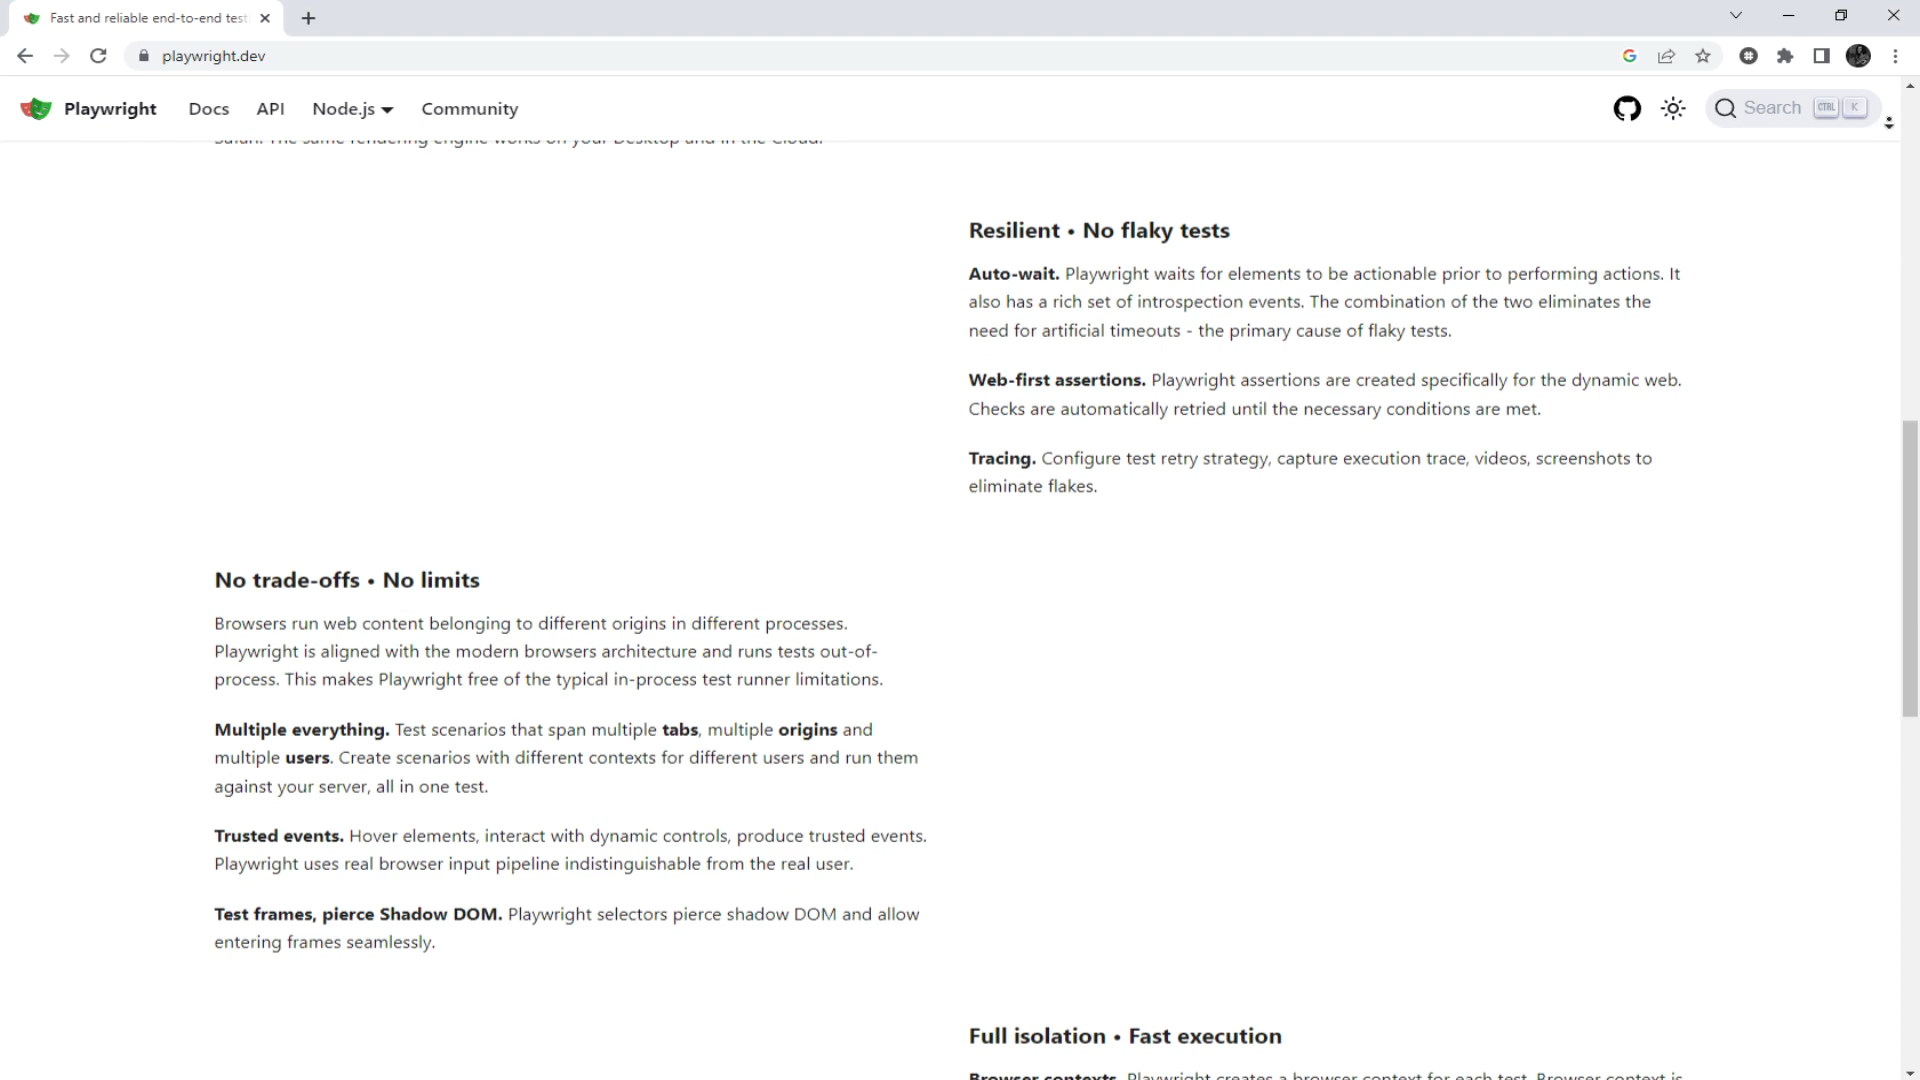 Fast and reliable end-to-end test
playwright.dev
Playwright Docs API Node.js Community Search CTRL K
Safari. The same rendering engine works on your Desktop and in the Cloud.
Resilient • No flaky tests
Auto-wait. Playwright waits for elements to be actionable prior to performing actions. It
also has a rich set of introspection events. The combination of the two eliminates the
need for artificial timeouts - the primary cause of flaky tests.
Web-first assertions. Playwright assertions are created specifically for the dynamic web.
Checks are automatically retried until the necessary conditions are met.
Tracing. Configure test retry strategy, capture execution trace, videos, screenshots to
eliminate flakes.
No trade-offs • No limits
Browsers run web content belonging to different origins in different processes.
Playwright is aligned with the modern browsers architecture and runs tests out-of-
process. This makes Playwright free of the typical in-process test runner limitations.
Multiple everything. Test scenarios that span multiple tabs, multiple origins and
multiple users. Create scenarios with different contexts for different users and run them
against your server, all in one test.
Trusted events. Hover elements, interact with dynamic controls, produce trusted events.
Playwright uses real browser input pipeline indistinguishable from the real user.
Test frames, pierce Shadow DOM. Playwright selectors pierce shadow DOM and allow
entering frames seamlessly.
Full isolation • Fast execution
Browser contexts. Playwright creates a browser context for each test. Browser context is